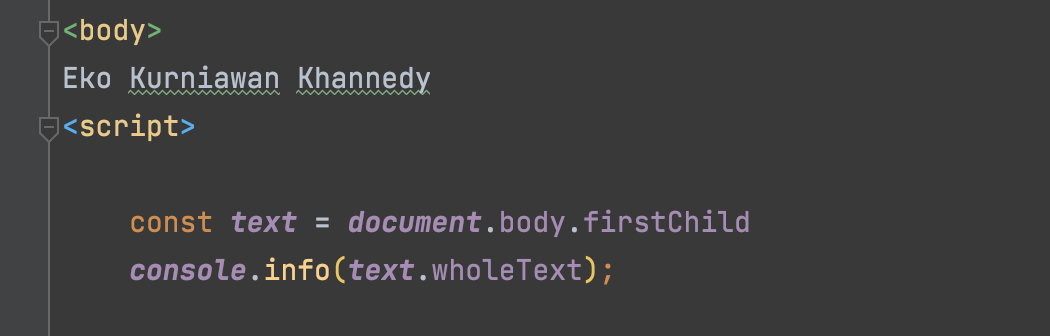 <body>
Eko Kurniawan Khannedy
<script>
const text = document.body.firstChild
console.info(text.wholeText);